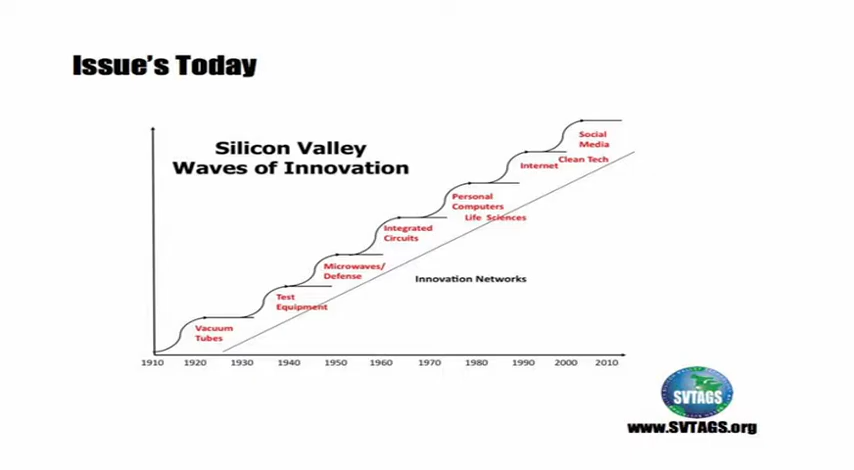 Issue's Today
Silicon Valley
Waves of Innovation
Social
Media
Clean Tech
Internet
Personal
Computers
Life Sciences
Integrated
Circuits
Microwaves/
Defense
Innovation Networks
Test
Equipment
Vacuum
Tubes
1910 1920 1930 1940 1950 1960 1970 1980 1990 2000 2010
SVTAGS
www.SVTAGS.org